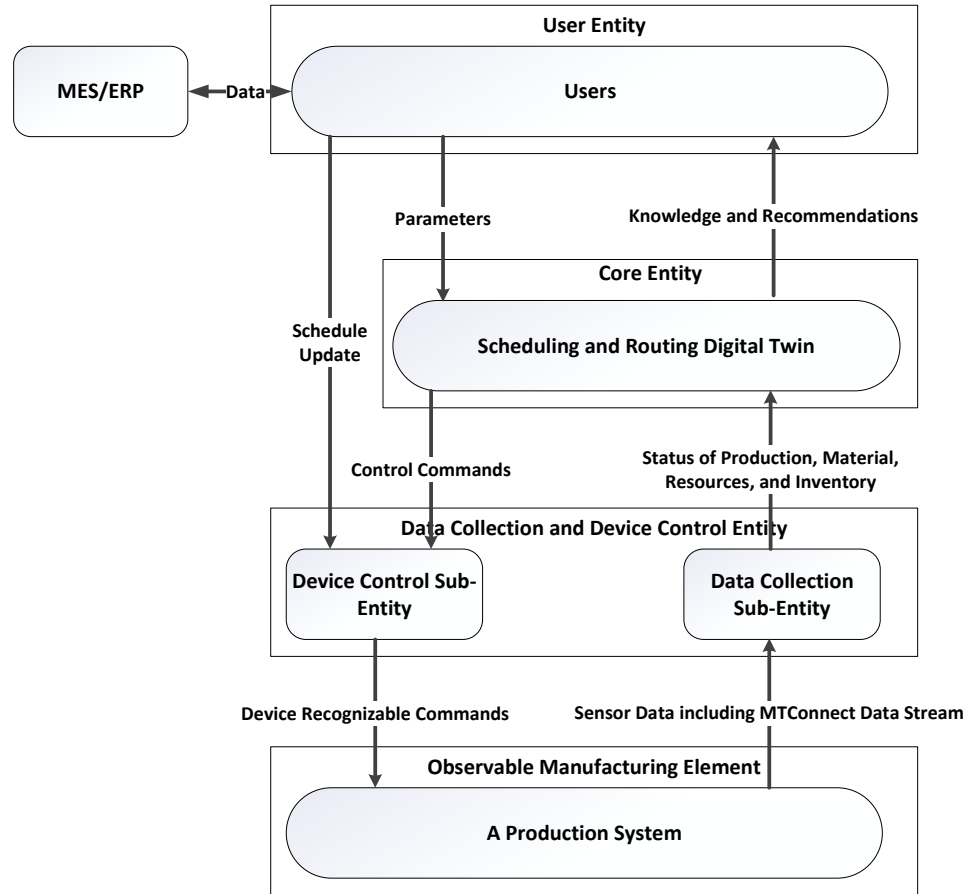 User Entity
MES/ERP
Data
Users
Parameters
Knowledge and Recommendations
Core Entity
Schedule
Update
Scheduling and Routing Digital Twin
Control Commands
Status of Production, Material,
Resources, and Inventory
Data Collection and Device Control Entity
Device Control Sub-
Entity
Data Collection
Sub-Entity
Device Recognizable Commands
Sensor Data including MTConnect Data Stream
Observable Manufacturing Element
A Production System